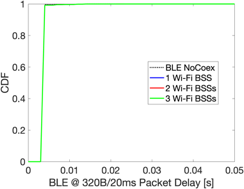 1
0.8
0.6
0.4
0.2
0
CDF
BLE NoCoex
1 Wi-Fi BSS
2 Wi-Fi BSSs
3 Wi-Fi BSSs
0 0.01 0.02 0.03 0.04 0.05
BLE @ 320B/20ms Packet Delay [s]